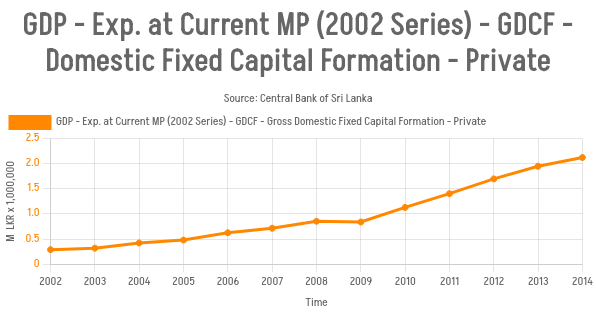 GDP - Exp. at Current MP (2002 Series) - GDCF -
Domestic Fixed Capital Formation - Private
Source: Central Bank of Sri Lanka
GDP - Exp. at Current MP (2002 Series) - GDCF - Gross Domestic Fixed Capital Formation - Private
M LKR x 1,000,000
2.5
2.0
1.5
1.0
0.5
0
2002 2003 2004 2005 2006 2007 2008 2009 2010 2011 2012 2013 2014
Time